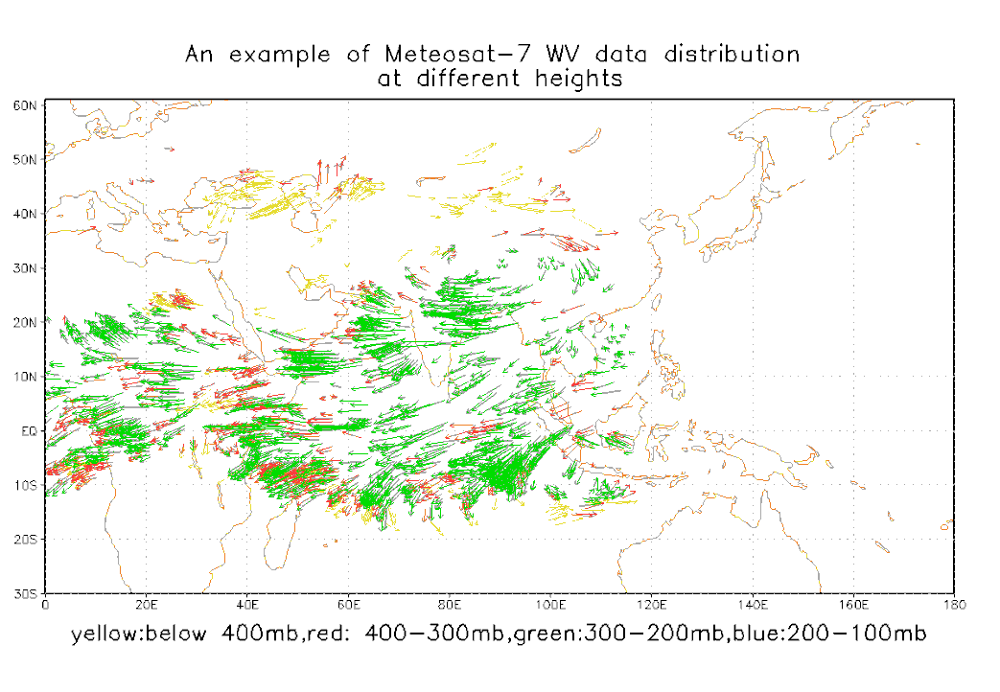 An example of Meteosat-7 WV data distribution
at different heights
60N
50N
40N
30N
20N
10N
EQ
10S
20S
30S
0 20E 40E 60E 80E 100E 120E 140E 160E 180
yellow:below 400mb,red: 400-300mb,green:300-200mb,blue:200-100mb